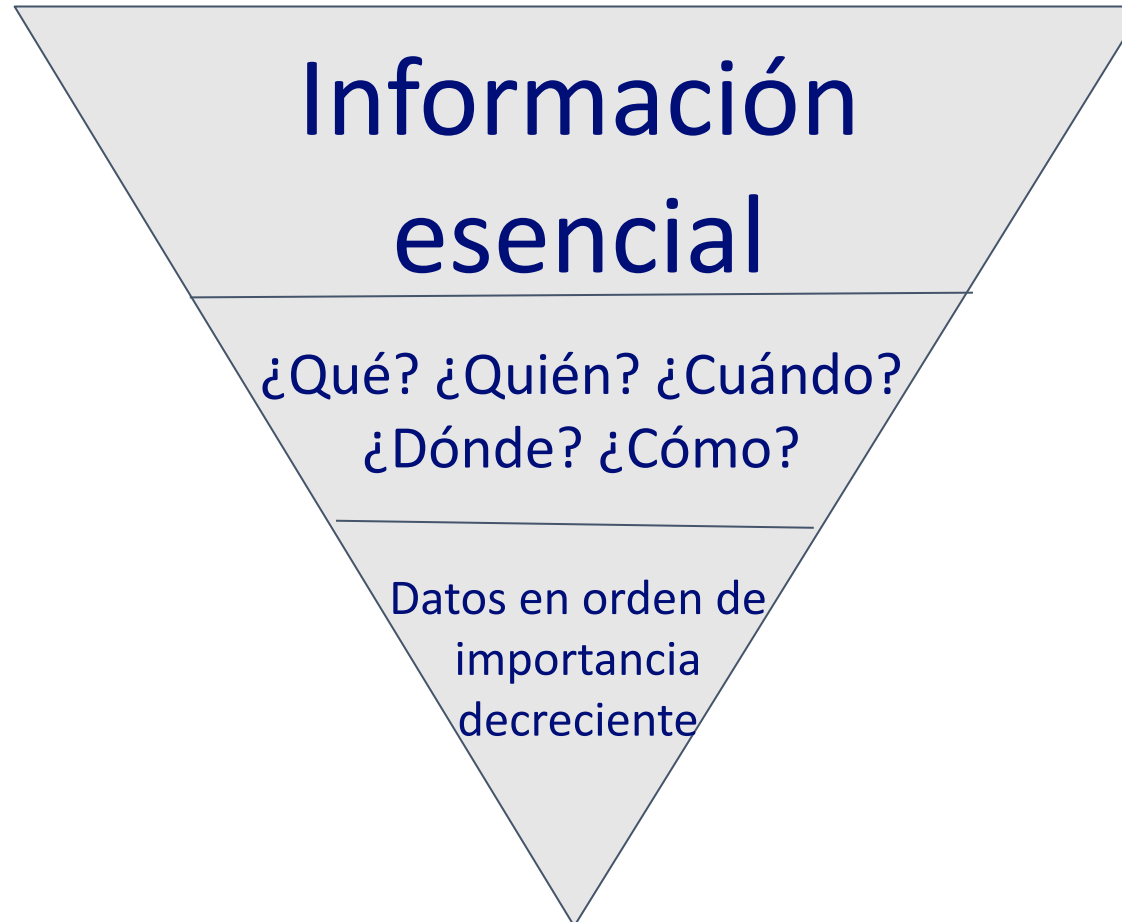 Información
esencial
¿Qué? ¿Quién? ¿Cuándo?
¿Dónde? ¿Cómo?
Datos en orden de
importancia
decreciente